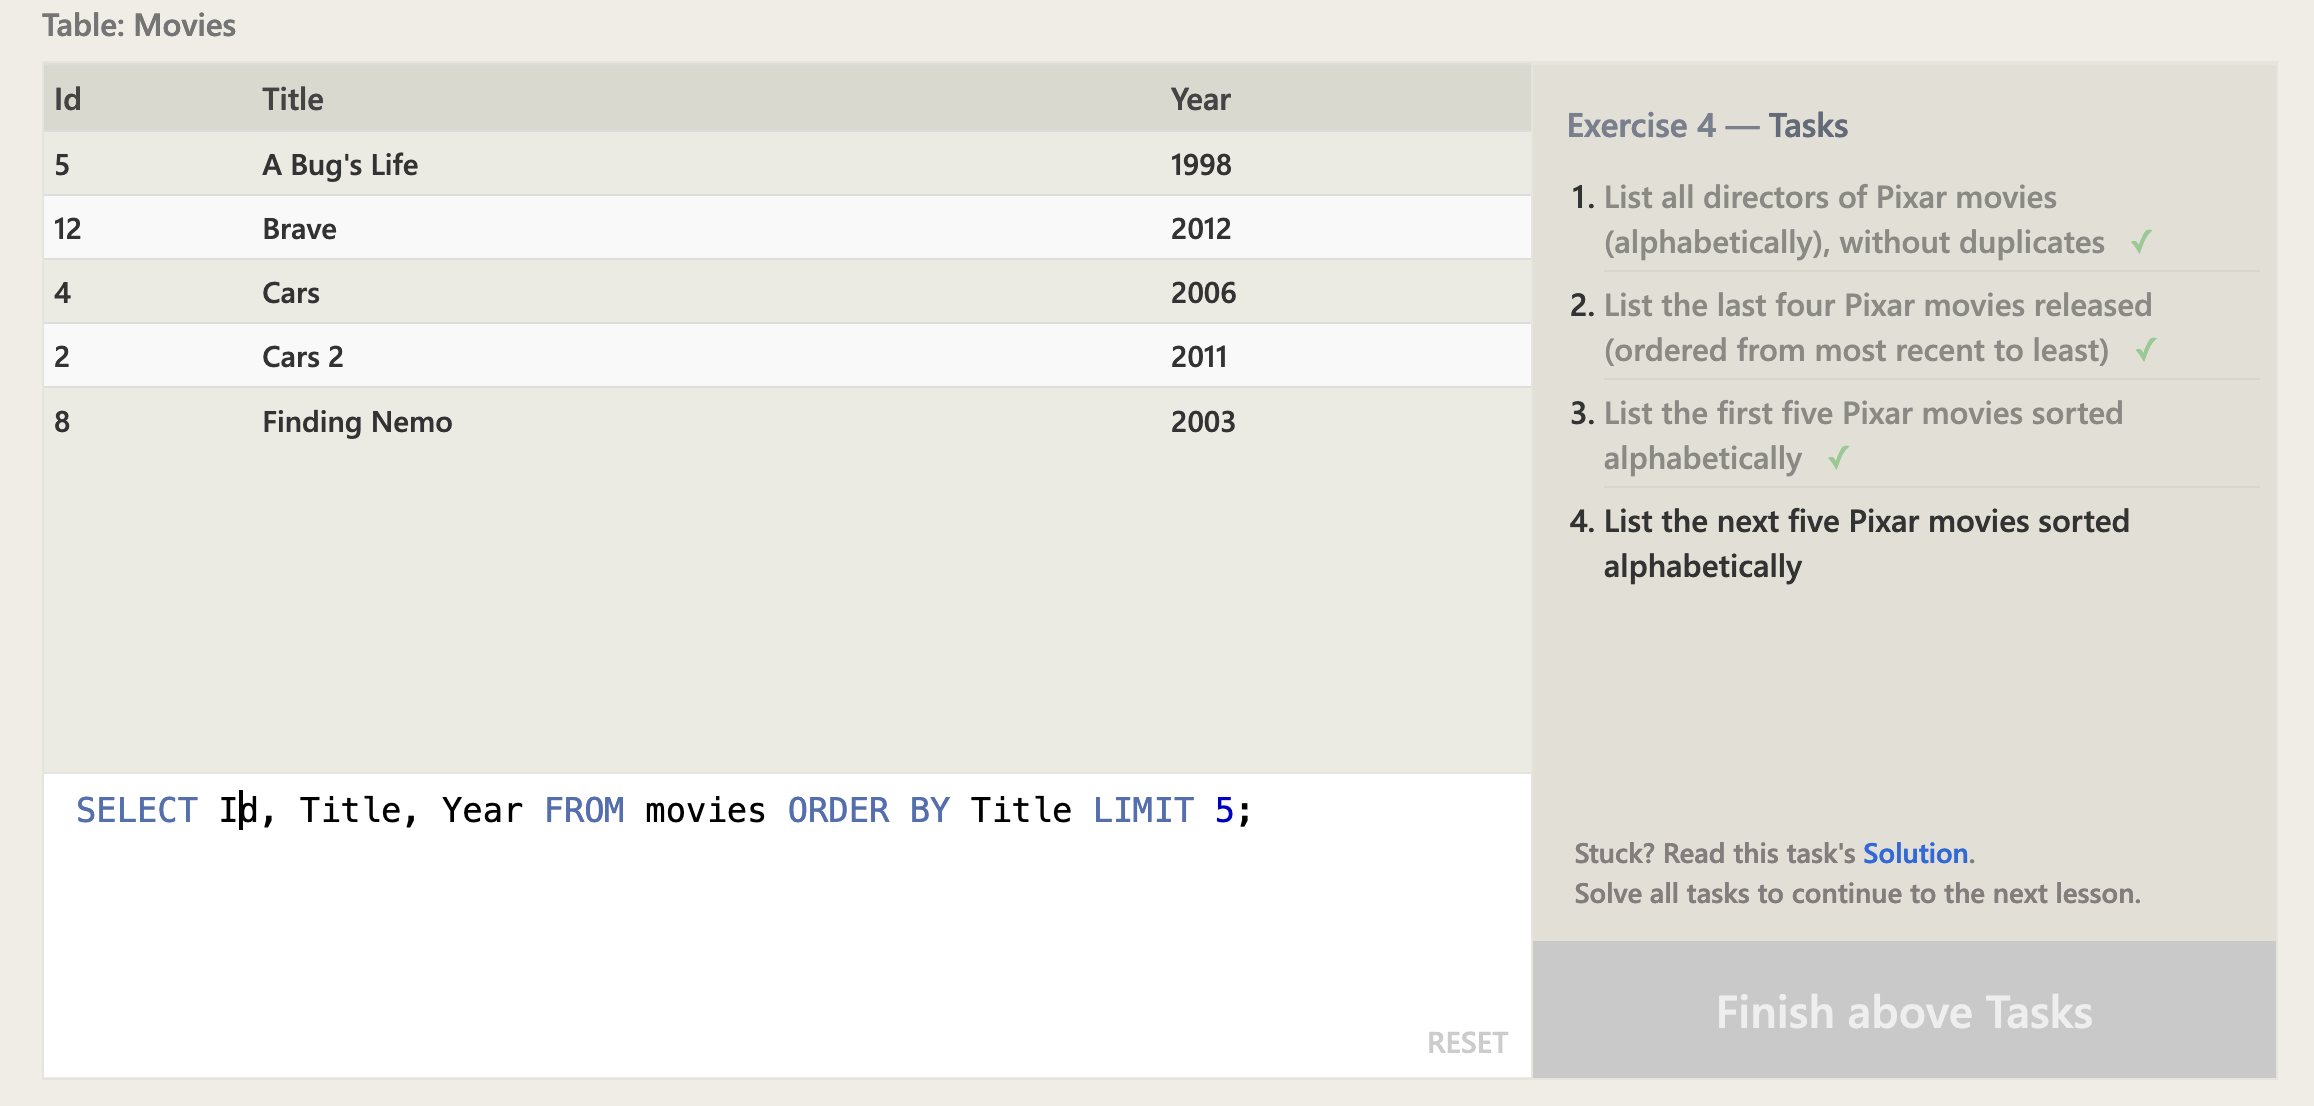 Table: Movies
Id Title Year
5 A Bug's Life 1998
12 Brave 2012
4 Cars 2006
2 Cars 2 2011
8 Finding Nemo 2003
SELECT Id, Title, Year FROM movies ORDER BY Title LIMIT 5;
RESET
Exercise 4 — Tasks
1. List all directors of Pixar movies
(alphabetically), without duplicates ✓
2. List the last four Pixar movies released
(ordered from most recent to least) ✓
3. List the first five Pixar movies sorted
alphabetically ✓
4. List the next five Pixar movies sorted
alphabetically
Stuck? Read this task's Solution.
Solve all tasks to continue to the next lesson.
Finish above Tasks